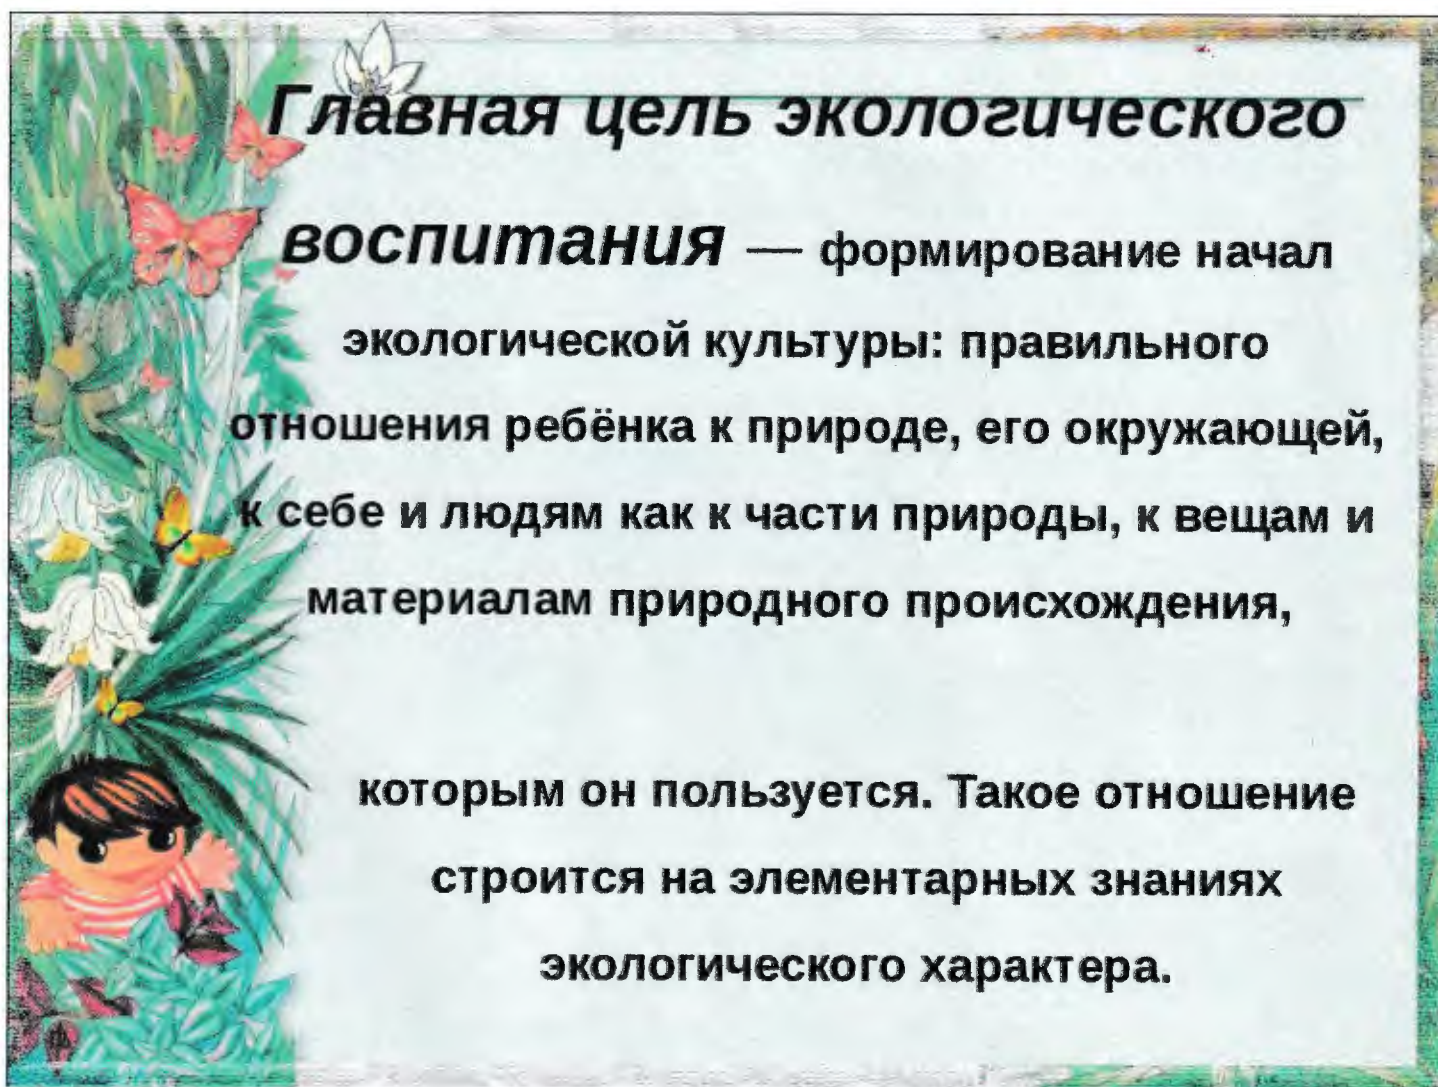 Главная цель экологического
воспитания — формирование начал
экологической культуры: правильного
отношения ребёнка к природе, его окружающей,
к себе и людям как к части природы, к вещам и
материалам природного происхождения,
которым он пользуется. Такое отношение
строится на элементарных знаниях
экологического характера.